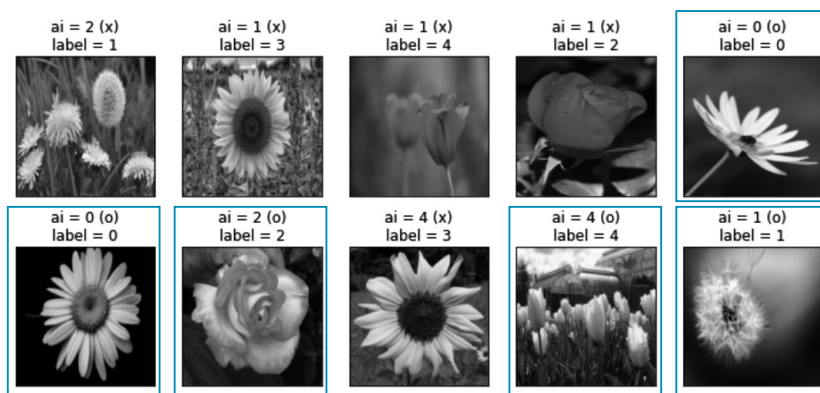 ai = 2 (x)
label = 1
ai = 1 (x)
label = 3
ai = 1 (x)
label = 4
ai = 1 (x)
label = 2
ai = 0 (o)
label = 0
ai = 0 (o)
label = 0
ai = 2 (o)
label = 2
ai = 4 (x)
label = 3
ai = 4 (o)
label = 4
ai = 1 (o)
label = 1